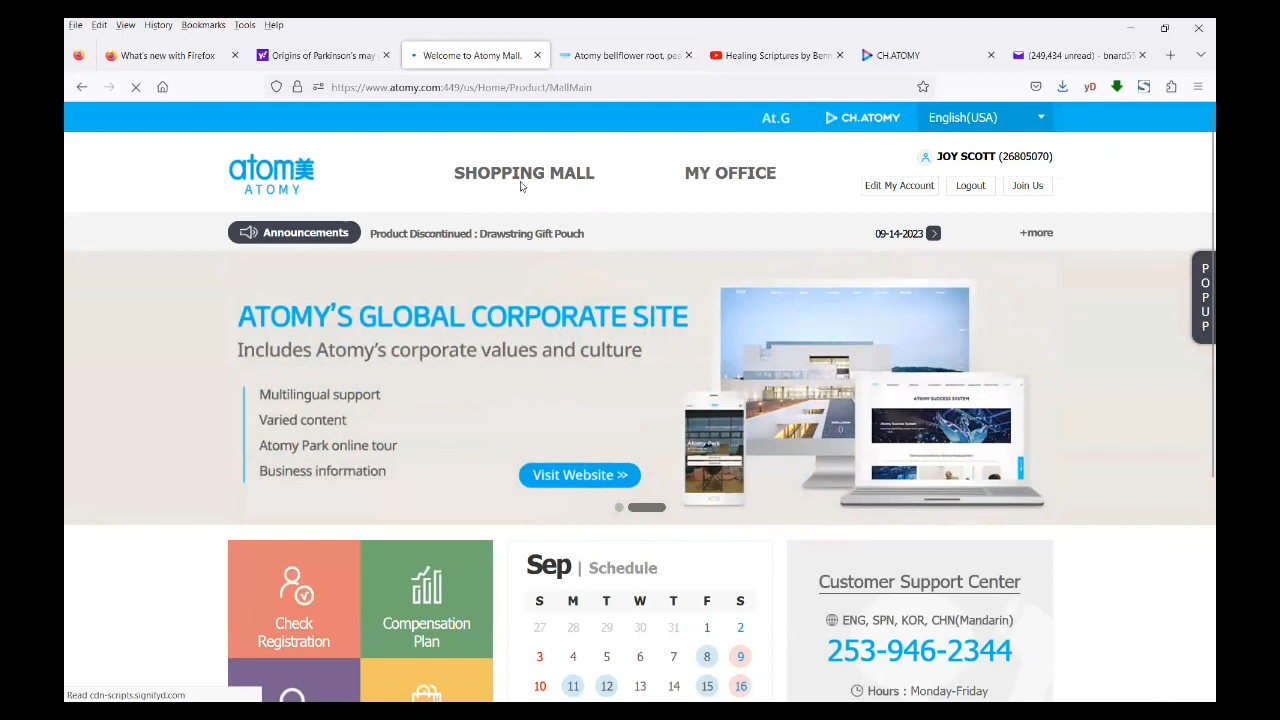 File Edit View History Bookmarks Tools Help
What's new with Firefox
Origins of Parkinson's may
Welcome to Atomy Mall.
Atomy bellflower root, pea
Healing Scriptures by Benn
CH.ATOMY
(249,434 unread) - bnard55
https://www.atomy.com:449/us/Home/Product/MallMain
At.G
CH.ATOMY
English(USA)
atom美
ATOMY
SHOPPING MALL
MY OFFICE
JOY SCOTT (26805070)
Edit My Account
Logout
Join Us
Announcements
Product Discontinued : Drawstring Gift Pouch
09-14-2023
+more
POPUP
ATOMY'S GLOBAL CORPORATE SITE
Includes Atomy's corporate values and culture
Multilingual support
Varied content
Atomy Park online tour
Business information
Visit Website >>
Atomy Park
ATOMY SUCCESS SYSTEM
Check
Registration
Compensation
Plan
Sep | Schedule
S M T W T F S
27 28 29 30 31 1 2
3 4 5 6 7 8 9
10 11 12 13 14 15 16
Customer Support Center
ENG, SPN, KOR, CHN(Mandarin)
253-946-2344
Hours : Monday-Friday
Read cdn-scripts.signifyd.com